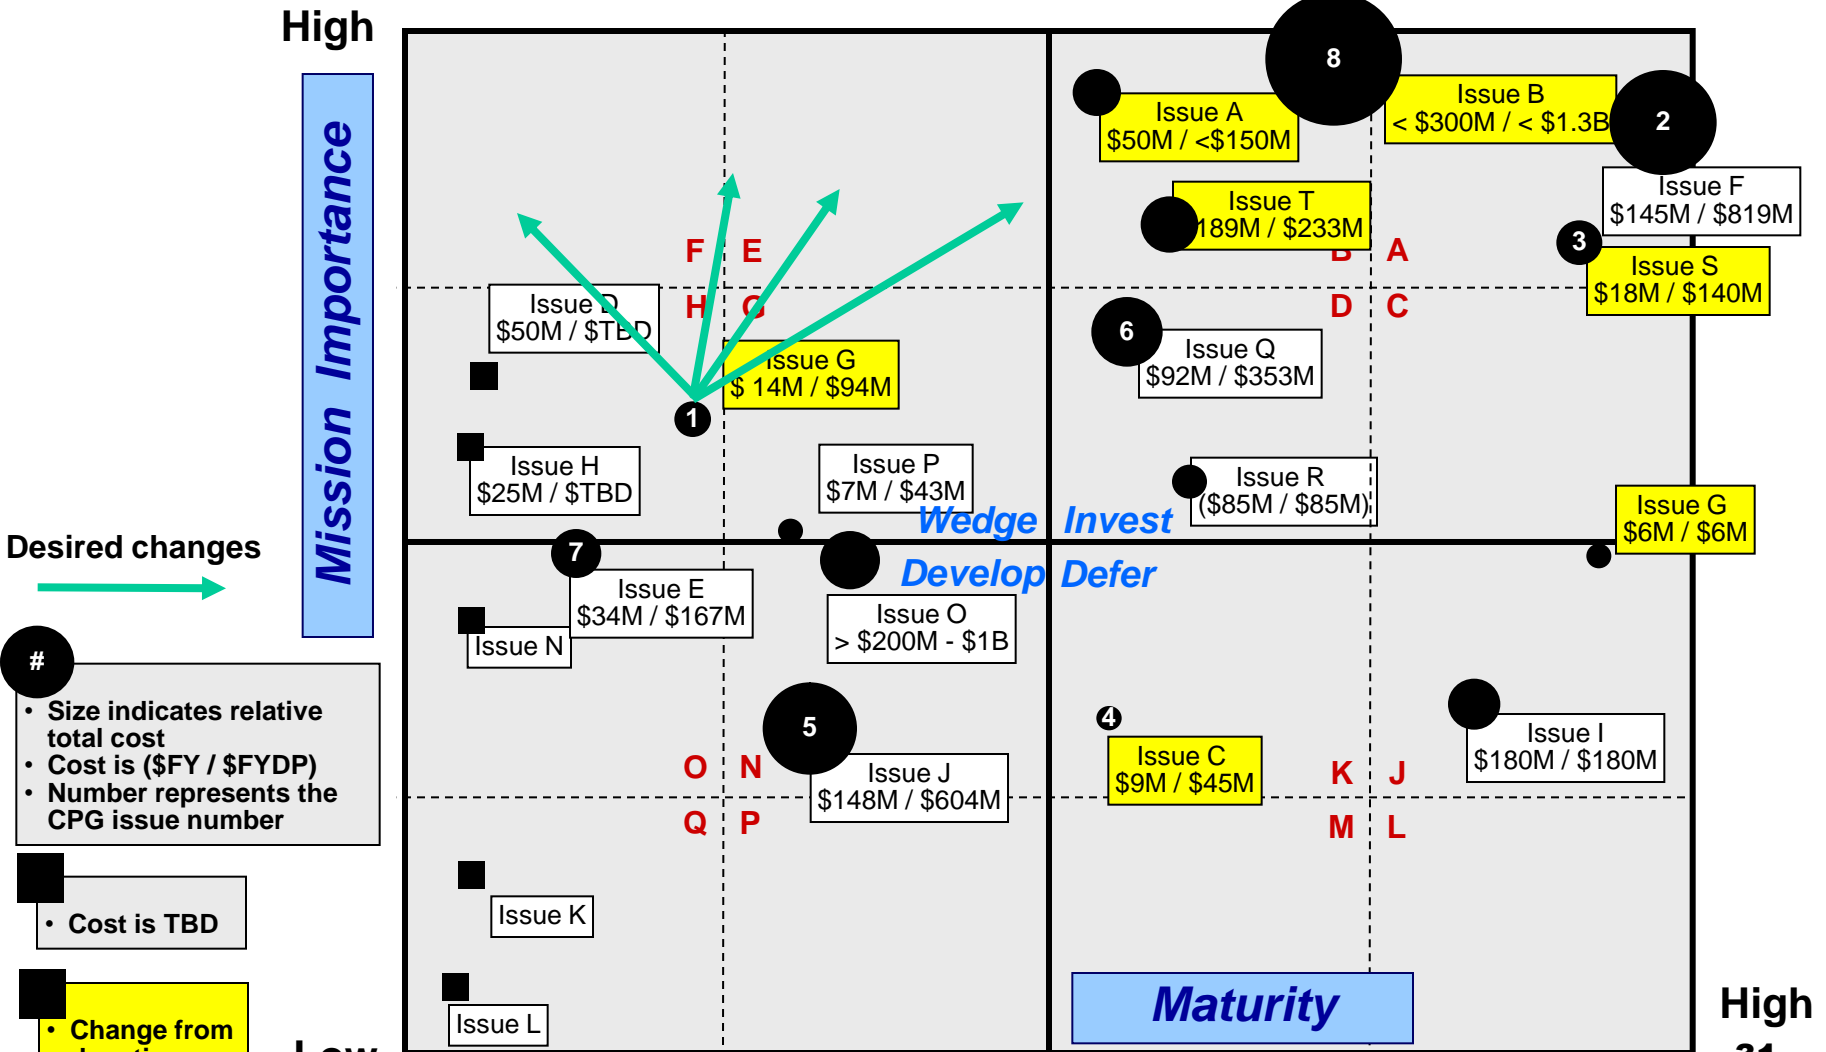 High
Mission Importance
Desired changes
#
• Size indicates relative
total cost
• Cost is ($FY / $FYDP)
• Number represents the
CPG issue number
• Cost is TBD
• Change from
8
Issue A
$50M / <$150M
Issue B
< $300M / < $1.3B
2
Issue F
$145M / $819M
Issue T
189M / $233M
3
Issue S
$18M / $140M
F E
B A
H G
D C
Issue D
$50M / $TBD
Issue G
$ 14M / $94M
1
6
Issue Q
$92M / $353M
Issue H
$25M / $TBD
Issue P
$7M / $43M
Issue R
($85M / $85M)
Issue G
$6M / $6M
Wedge Invest
Develop Defer
7
Issue E
$34M / $167M
Issue N
Issue O
> $200M - $1B
5
Issue J
$148M / $604M
4
Issue C
$9M / $45M
Issue I
$180M / $180M
O N
K J
Q P
M L
Issue K
Issue L
Maturity
High